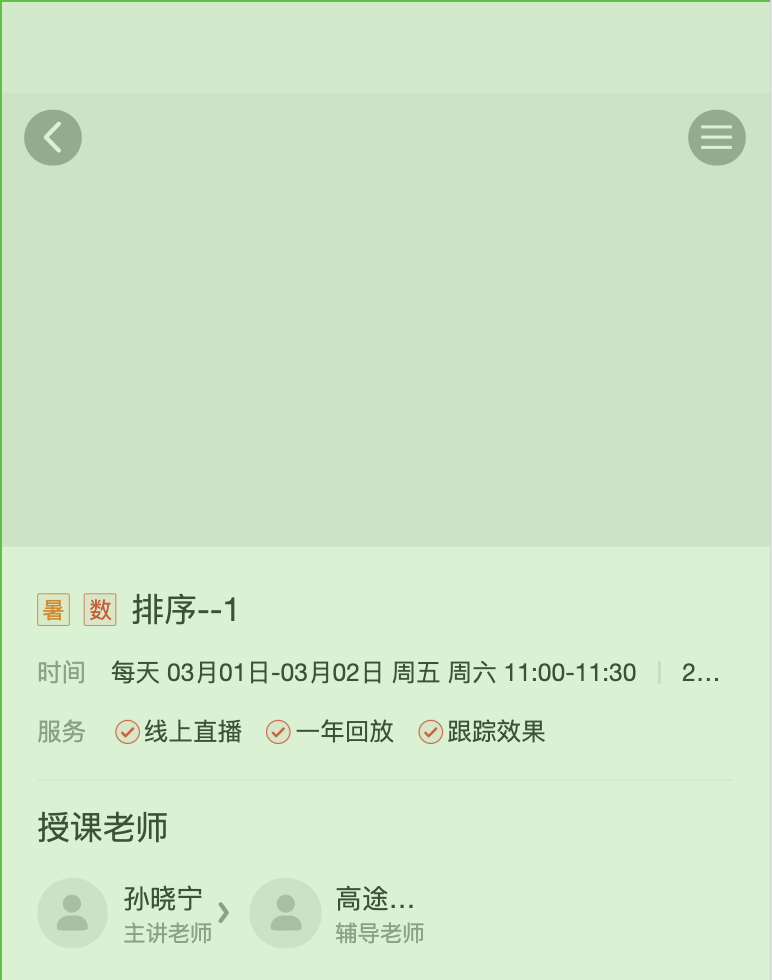 暑 数 排序--1
时间 每天 03月01日-03月02日 周五 周六 11:00-11:30 2...
服务 线上直播 一年回放 跟踪效果
授课老师
孙晓宁 高途...
主讲老师 辅导老师